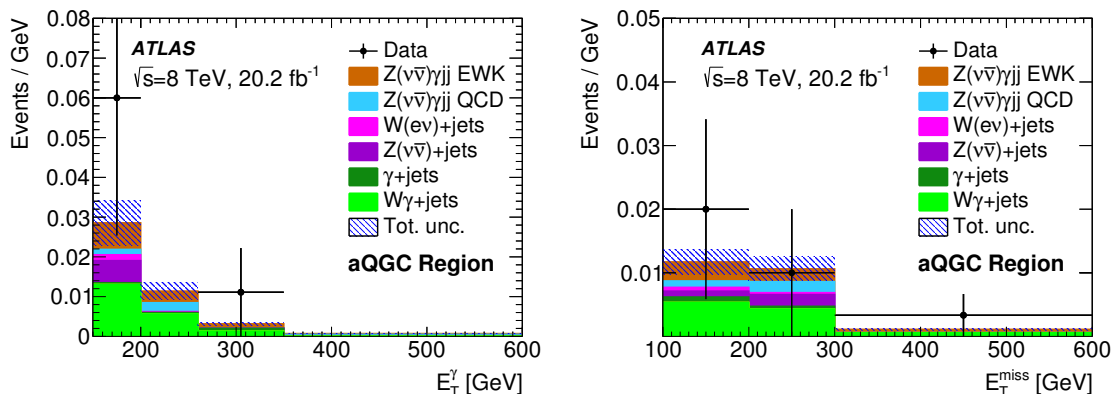 Events / GeV
0.08
0.07
0.06
0.05
0.04
0.03
0.02
0.01
0
ATLAS
√s=8 TeV, 20.2 fb⁻¹
Data
Z(νν̅)γjj EWK
Z(νν̅)γjj QCD
W(eν)+jets
Z(νν̅)+jets
γ+jets
Wγ+jets
Tot. unc.
aQGC Region
200 300 400 500 600
E_T^γ [GeV]
Events / GeV
0.05
0.04
0.03
0.02
0.01
ATLAS
√s=8 TeV, 20.2 fb⁻¹
Data
Z(νν̅)γjj EWK
Z(νν̅)γjj QCD
W(eν)+jets
Z(νν̅)+jets
γ+jets
Wγ+jets
Tot. unc.
aQGC Region
100 200 300 400 500 600
E_T^miss [GeV]